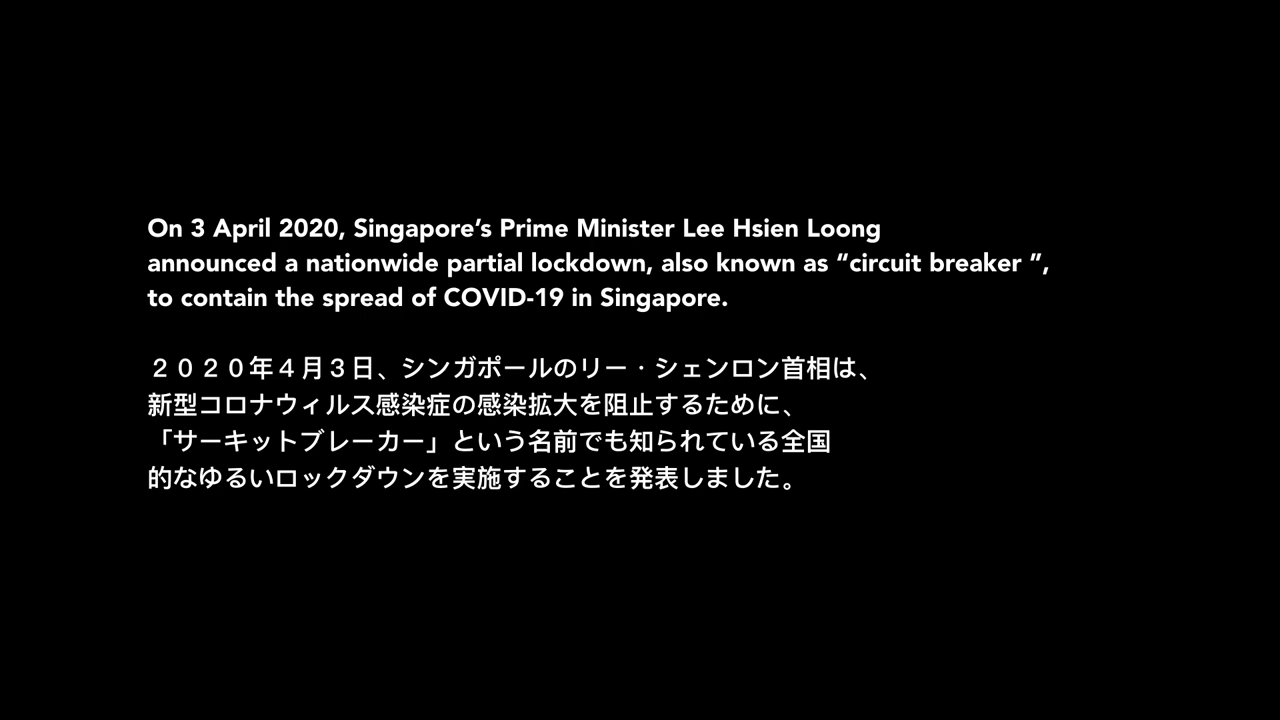 On 3 April 2020, Singapore’s Prime Minister Lee Hsien Loong
announced a nationwide partial lockdown, also known as “circuit breaker ”,
to contain the spread of COVID-19 in Singapore.
２０２０年４月３日、シンガポールのリー・シェンロン首相は、
新型コロナウィルス感染症の感染拡大を阻止するために、
「サーキットブレーカー」という名前でも知られている全国
的なゆるいロックダウンを実施することを発表しました。